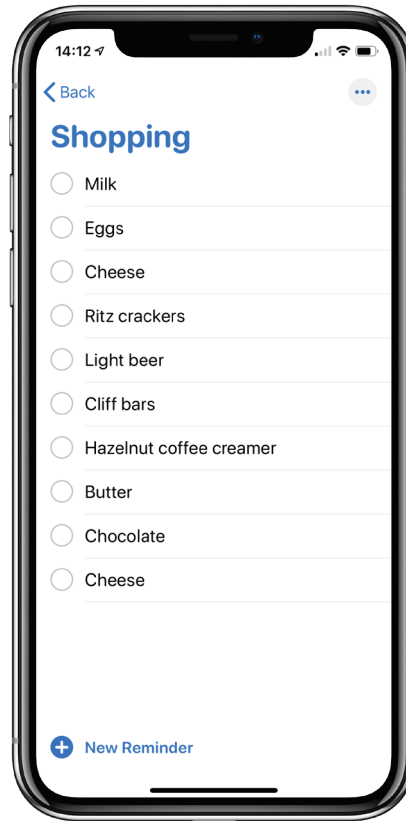 14:12
Back
Shopping
Milk
Eggs
Cheese
Ritz crackers
Light beer
Cliff bars
Hazelnut coffee creamer
Butter
Chocolate
Cheese
New Reminder